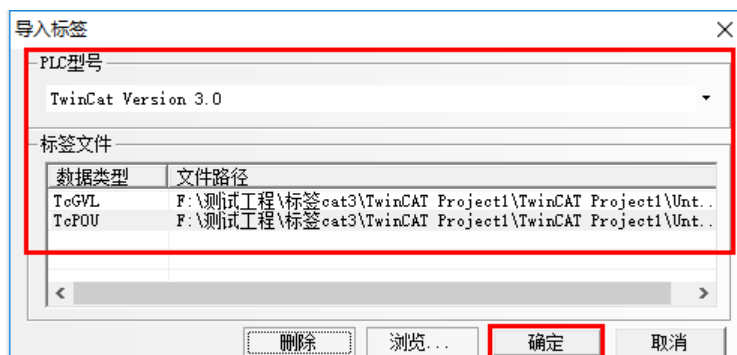 导入标签
PLC型号
TwinCat Version 3.0
标签文件
数据类型 文件路径
TcGVL F:\测试工程\标签cat3\TwinCAT Project1\TwinCAT Project1\Unt..
TcPOU F:\测试工程\标签cat3\TwinCAT Project1\TwinCAT Project1\Unt..
删除 浏览... 确定 取消